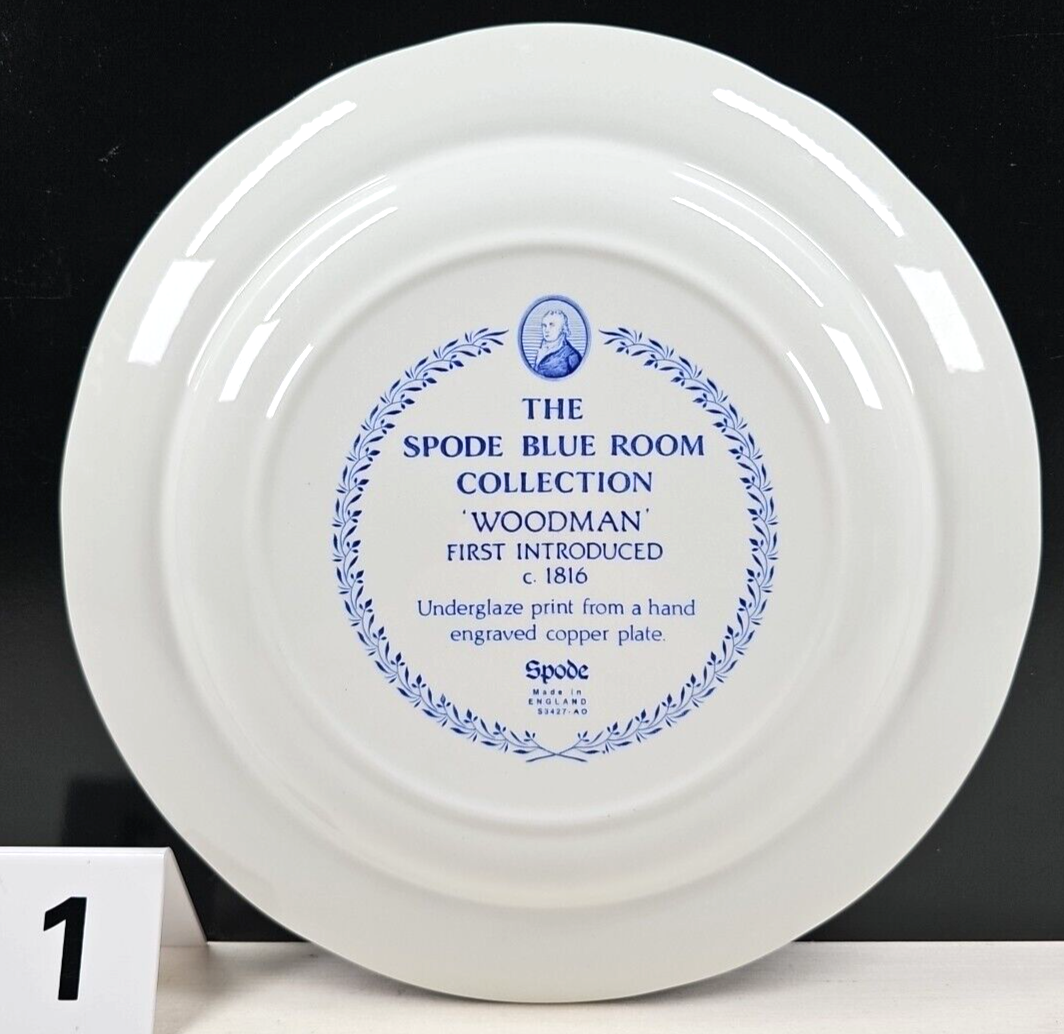 THE
SPODE BLUE ROOM
COLLECTION
'WOODMAN'
FIRST INTRODUCED
c. 1816
Underglaze print from a hand
engraved copper plate.
Spode
Made in
ENGLAND
S3427-AO
1